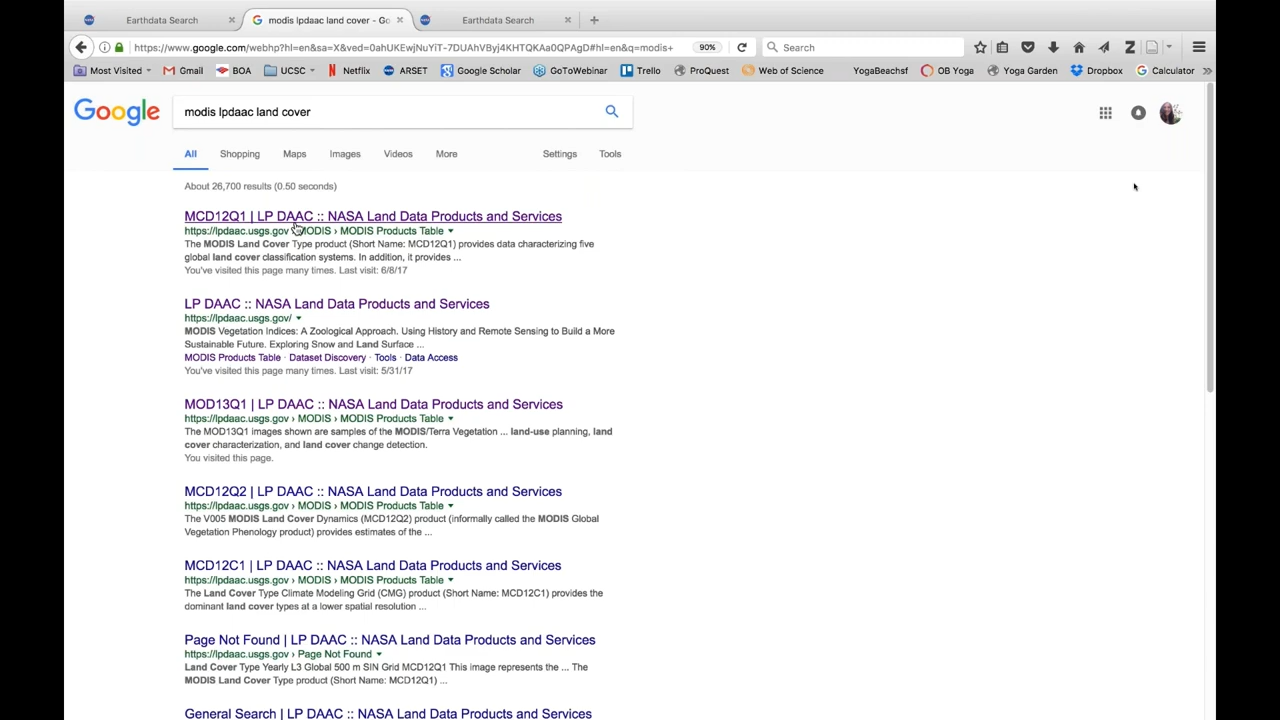 Earthdata Search
modis lpdaac land cover - Go
Earthdata Search
https://www.google.com/webhp?hl=en&sa=X&ved=0ahUKEwjNuYiT-7DUAhVByj4KHTQKAa0QPAgD#hl=en&q=modis+
90%
Search
Most Visited
Gmail
BOA
UCSC
Netflix
ARSET
Google Scholar
GoToWebinar
Trello
ProQuest
Web of Science
YogaBeachsf
OB Yoga
Yoga Garden
Dropbox
Calculator
Google
modis lpdaac land cover
All Shopping Maps Images Videos More Settings Tools
About 26,700 results (0.50 seconds)
MCD12Q1 | LP DAAC :: NASA Land Data Products and Services
https://lpdaac.usgs.gov › MODIS › MODIS Products Table
The MODIS Land Cover Type product (Short Name: MCD12Q1) provides data characterizing five
global land cover classification systems. In addition, it provides ...
You've visited this page many times. Last visit: 6/8/17
LP DAAC :: NASA Land Data Products and Services
https://lpdaac.usgs.gov/
MODIS Vegetation Indices: A Zoological Approach. Using History and Remote Sensing to Build a More
Sustainable Future. Exploring Snow and Land Surface ...
MODIS Products Table · Dataset Discovery · Tools · Data Access
You've visited this page many times. Last visit: 5/31/17
MOD13Q1 | LP DAAC :: NASA Land Data Products and Services
https://lpdaac.usgs.gov › MODIS › MODIS Products Table
The MOD13Q1 images shown are samples of the MODIS/Terra Vegetation ... land-use planning, land
cover characterization, and land cover change detection.
You visited this page.
MCD12Q2 | LP DAAC :: NASA Land Data Products and Services
https://lpdaac.usgs.gov › MODIS › MODIS Products Table
The V005 MODIS Land Cover Dynamics (MCD12Q2) product (informally called the MODIS Global
Vegetation Phenology product) provides estimates of the ...
MCD12C1 | LP DAAC :: NASA Land Data Products and Services
https://lpdaac.usgs.gov › MODIS › MODIS Products Table
The Land Cover Type Climate Modeling Grid (CMG) product (Short Name: MCD12C1) provides the
dominant land cover types at a lower spatial resolution ...
Page Not Found | LP DAAC :: NASA Land Data Products and Services
https://lpdaac.usgs.gov › Page Not Found
Land Cover Type Yearly L3 Global 500 m SIN Grid MCD12Q1 This image represents the ... The
MODIS Land Cover Type product (Short Name: MCD12Q1) ...
General Search | LP DAAC :: NASA Land Data Products and Services